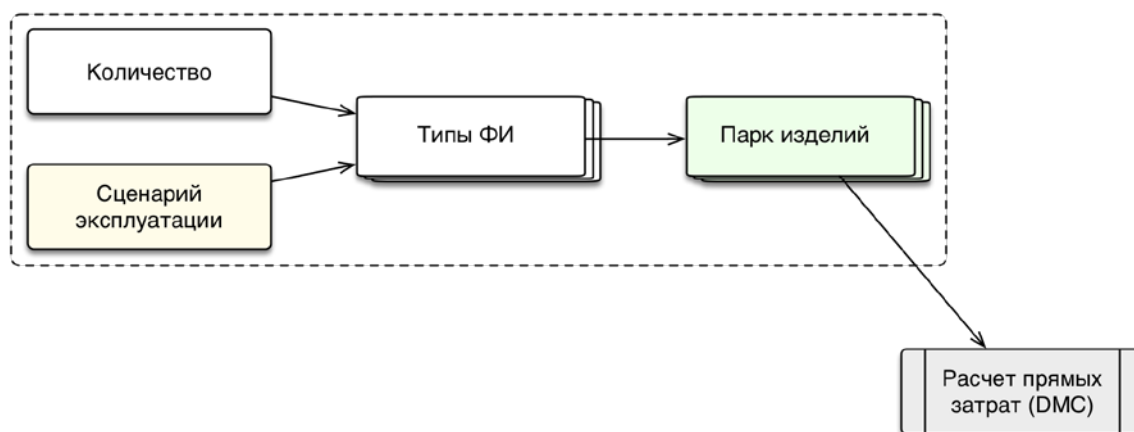 Количество
Сценарий
эксплуатации
Типы ФИ
Парк изделий
Расчет прямых
затрат (DMC)